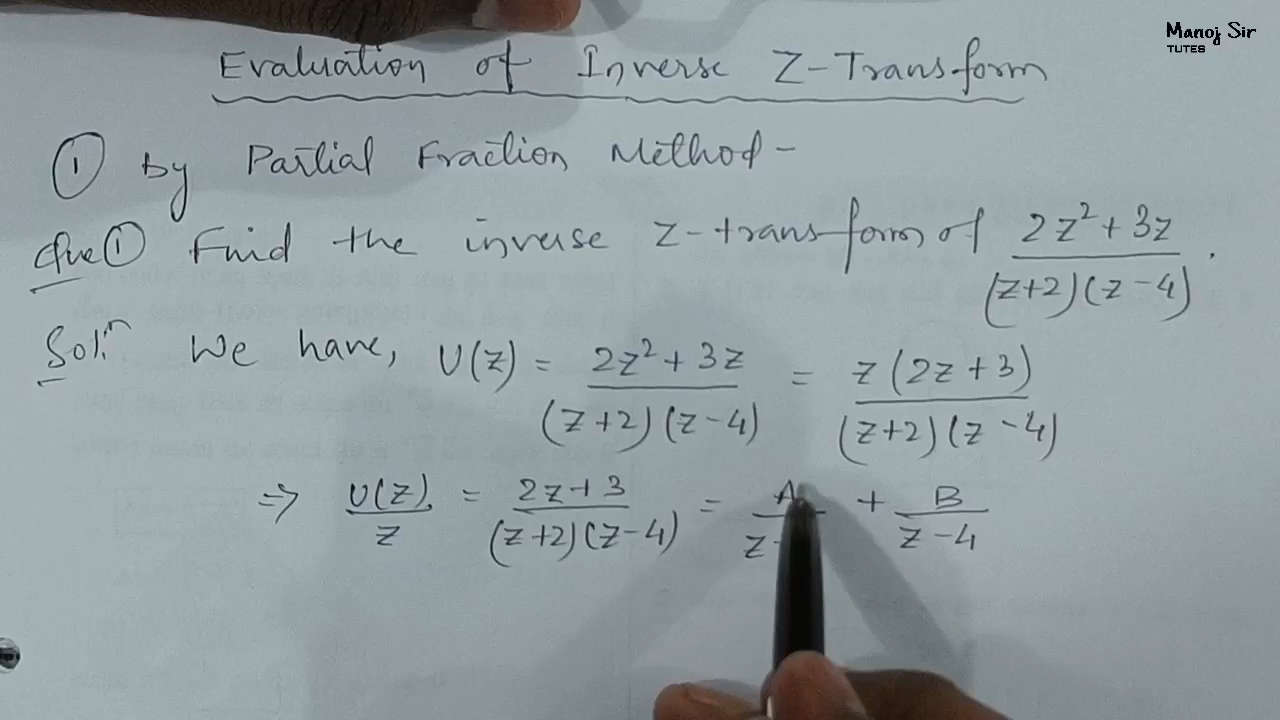 Manoj Sir
TUTES
Evaluation of Inverse Z-Transform
① By Partial Fraction Method -
Que① Find the inverse Z-transform of (2z²+3z)/((z+2)(z-4)).
Solⁿ: We have, U(z) = (2z²+3z)/((z+2)(z-4)) = z(2z+3)/((z+2)(z-4))
⇒ U(z)/z = (2z+3)/((z+2)(z-4)) = A/(z + B/(z-4)